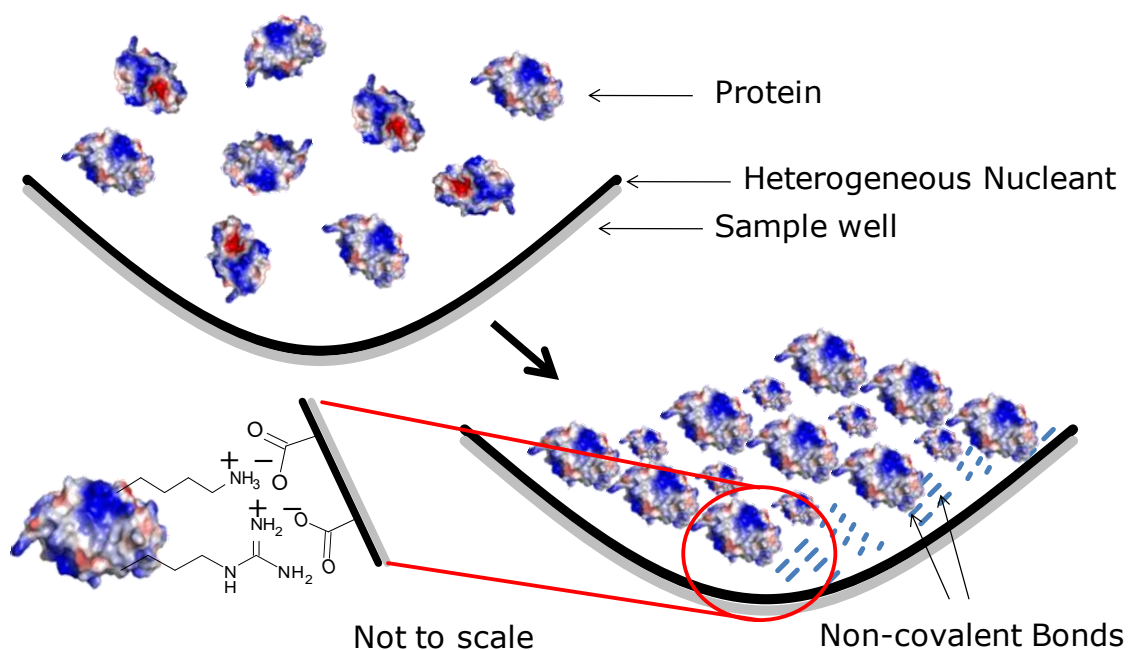 Protein
Heterogeneous Nucleant
Sample well
O
O
+
−
NH₃
+
−
NH₂
O
O
N
H
NH₂
Not to scale
Non-covalent Bonds